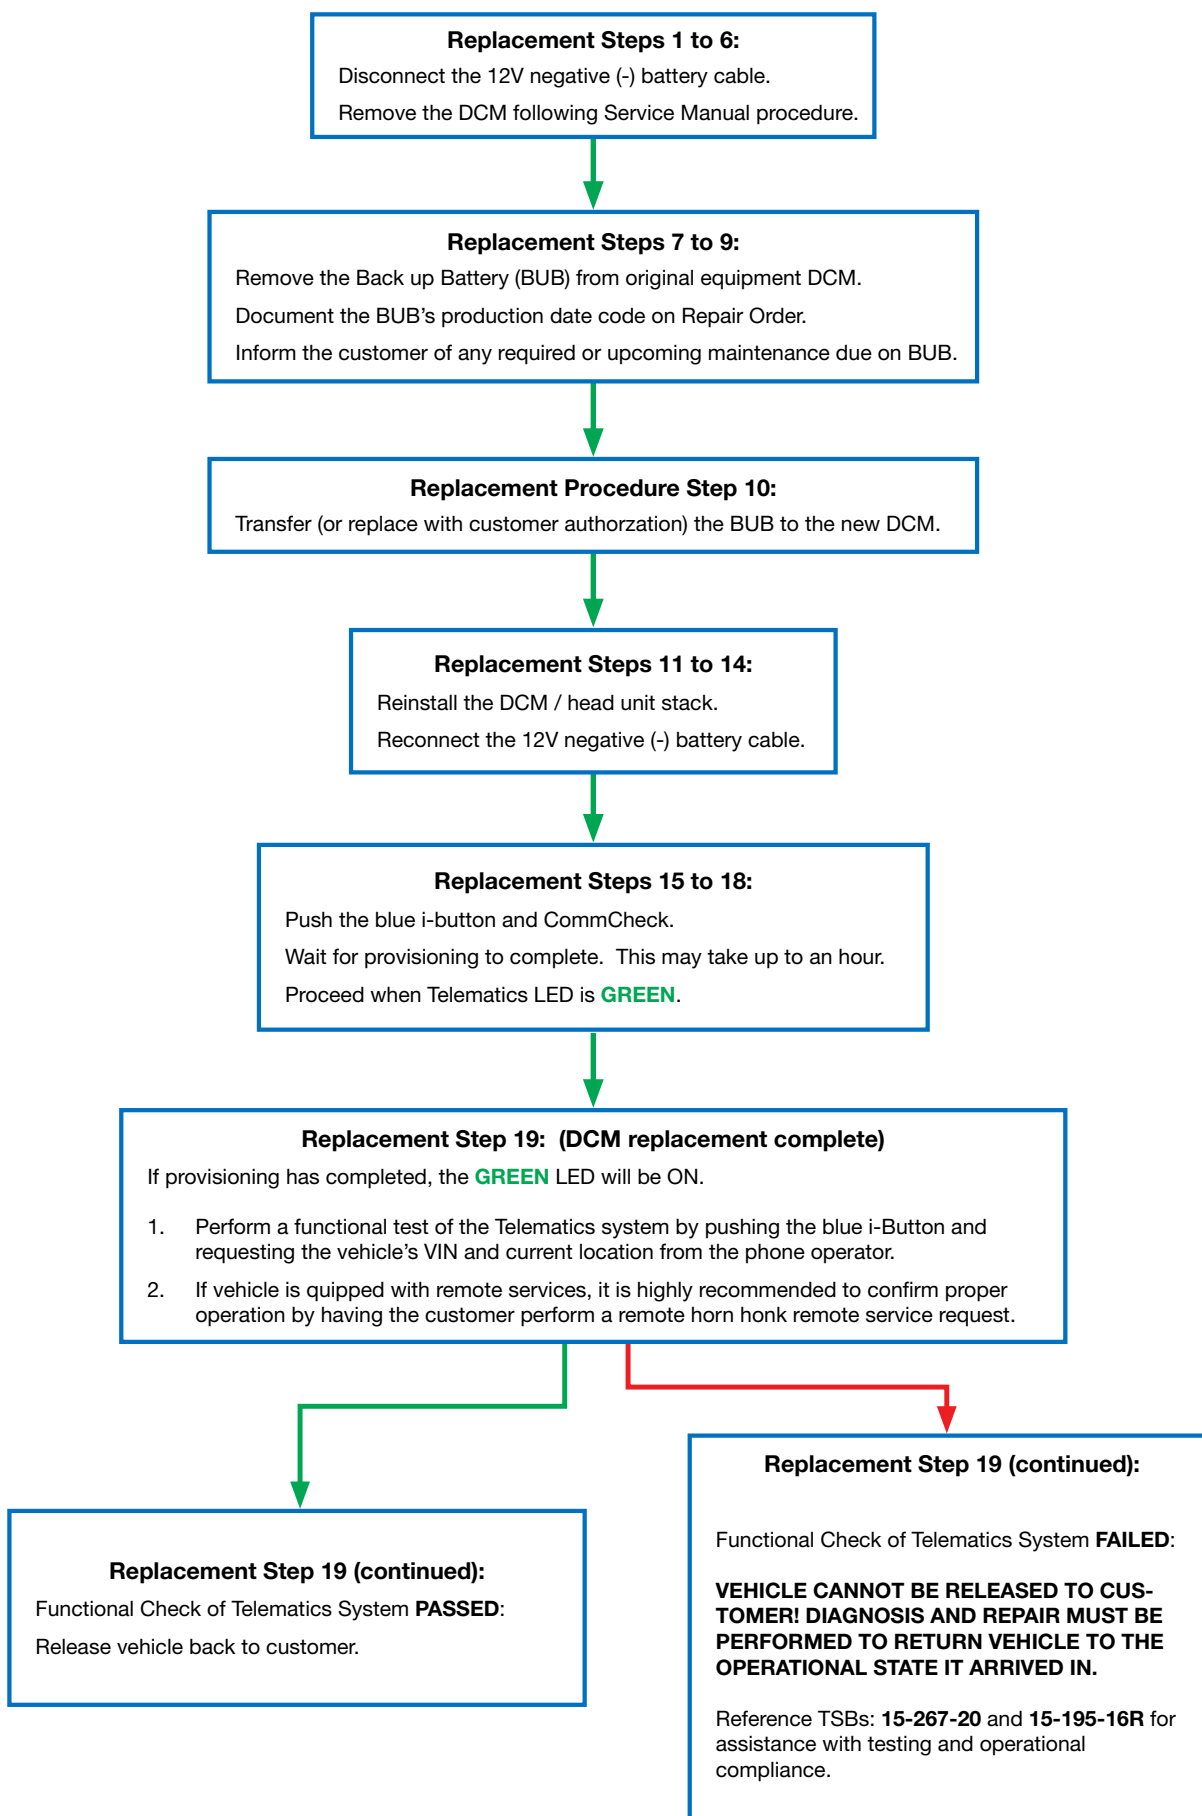 Replacement Steps 1 to 6:
Disconnect the 12V negative (-) battery cable.
Remove the DCM following Service Manual procedure.
Replacement Steps 7 to 9:
Remove the Back up Battery (BUB) from original equipment DCM.
Document the BUB’s production date code on Repair Order.
Inform the customer of any required or upcoming maintenance due on BUB.
Replacement Procedure Step 10:
Transfer (or replace with customer authorzation) the BUB to the new DCM.
Replacement Steps 11 to 14:
Reinstall the DCM / head unit stack.
Reconnect the 12V negative (-) battery cable.
Replacement Steps 15 to 18:
Push the blue i-button and CommCheck.
Wait for provisioning to complete.  This may take up to an hour.
Proceed when Telematics LED is GREEN.
Replacement Step 19:  (DCM replacement complete)
If provisioning has completed, the GREEN LED will be ON.
1. Perform a functional test of the Telematics system by pushing the blue i-Button and
requesting the vehicle’s VIN and current location from the phone operator.
2. If vehicle is quipped with remote services, it is highly recommended to confirm proper
operation by having the customer perform a remote horn honk remote service request.
Replacement Step 19 (continued):
Functional Check of Telematics System PASSED:
Release vehicle back to customer.
Replacement Step 19 (continued):
Functional Check of Telematics System FAILED:
VEHICLE CANNOT BE RELEASED TO CUS-
TOMER! DIAGNOSIS AND REPAIR MUST BE
PERFORMED TO RETURN VEHICLE TO THE
OPERATIONAL STATE IT ARRIVED IN.
Reference TSBs: 15-267-20 and 15-195-16R for
assistance with testing and operational
compliance.